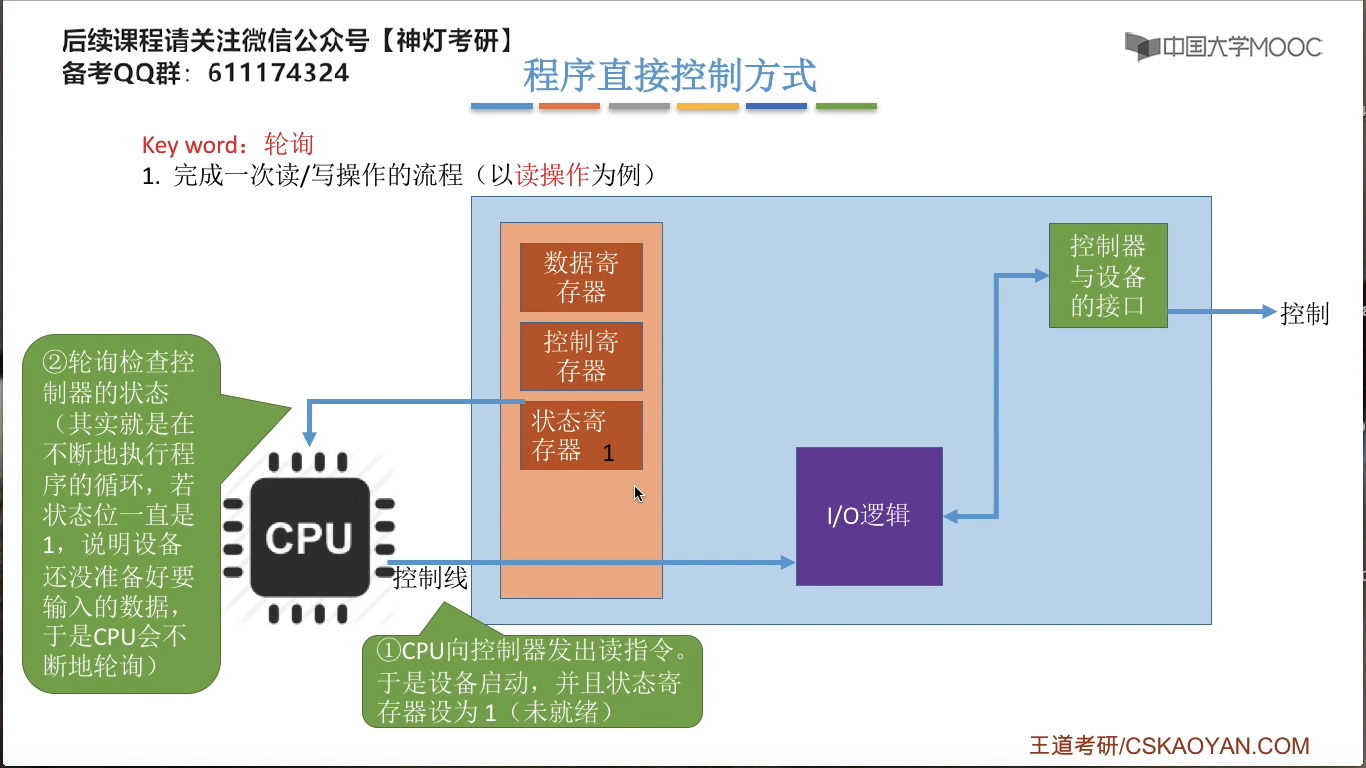 后续课程请关注微信公众号【神灯考研】
备考QQ群：611174324
中国大学MOOC
程序直接控制方式
Key word：轮询
1. 完成一次读/写操作的流程（以读操作为例）
数据寄
存器
控制寄
存器
状态寄
存器 1
控制器
与设备
的接口
控制
I/O逻辑
②轮询检查控
制器的状态
（其实就是在
不断地执行程
序的循环，若
状态位一直是
1，说明设备
还没准备好要
输入的数据，
于是CPU会不
断地轮询）
CPU
控制线
①CPU向控制器发出读指令。
于是设备启动，并且状态寄
存器设为 1（未就绪）
王道考研/CSKAOYAN.COM